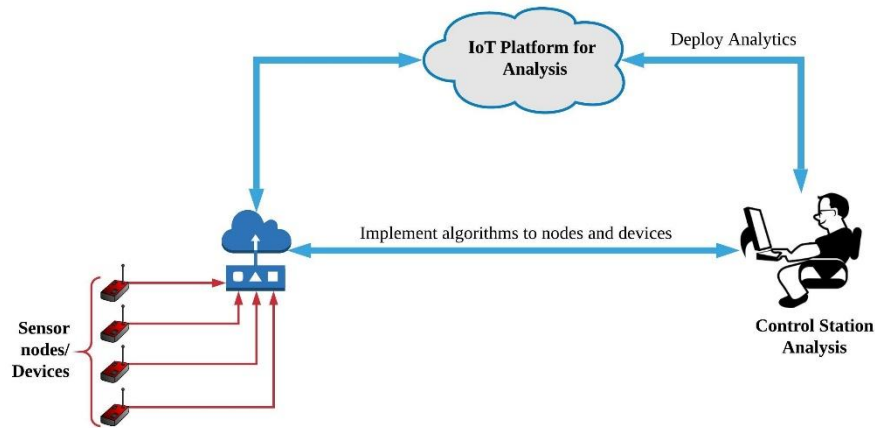 IoT Platform for
Analysis
Deploy Analytics
Implement algorithms to nodes and devices
Sensor
nodes/
Devices
Control Station
Analysis